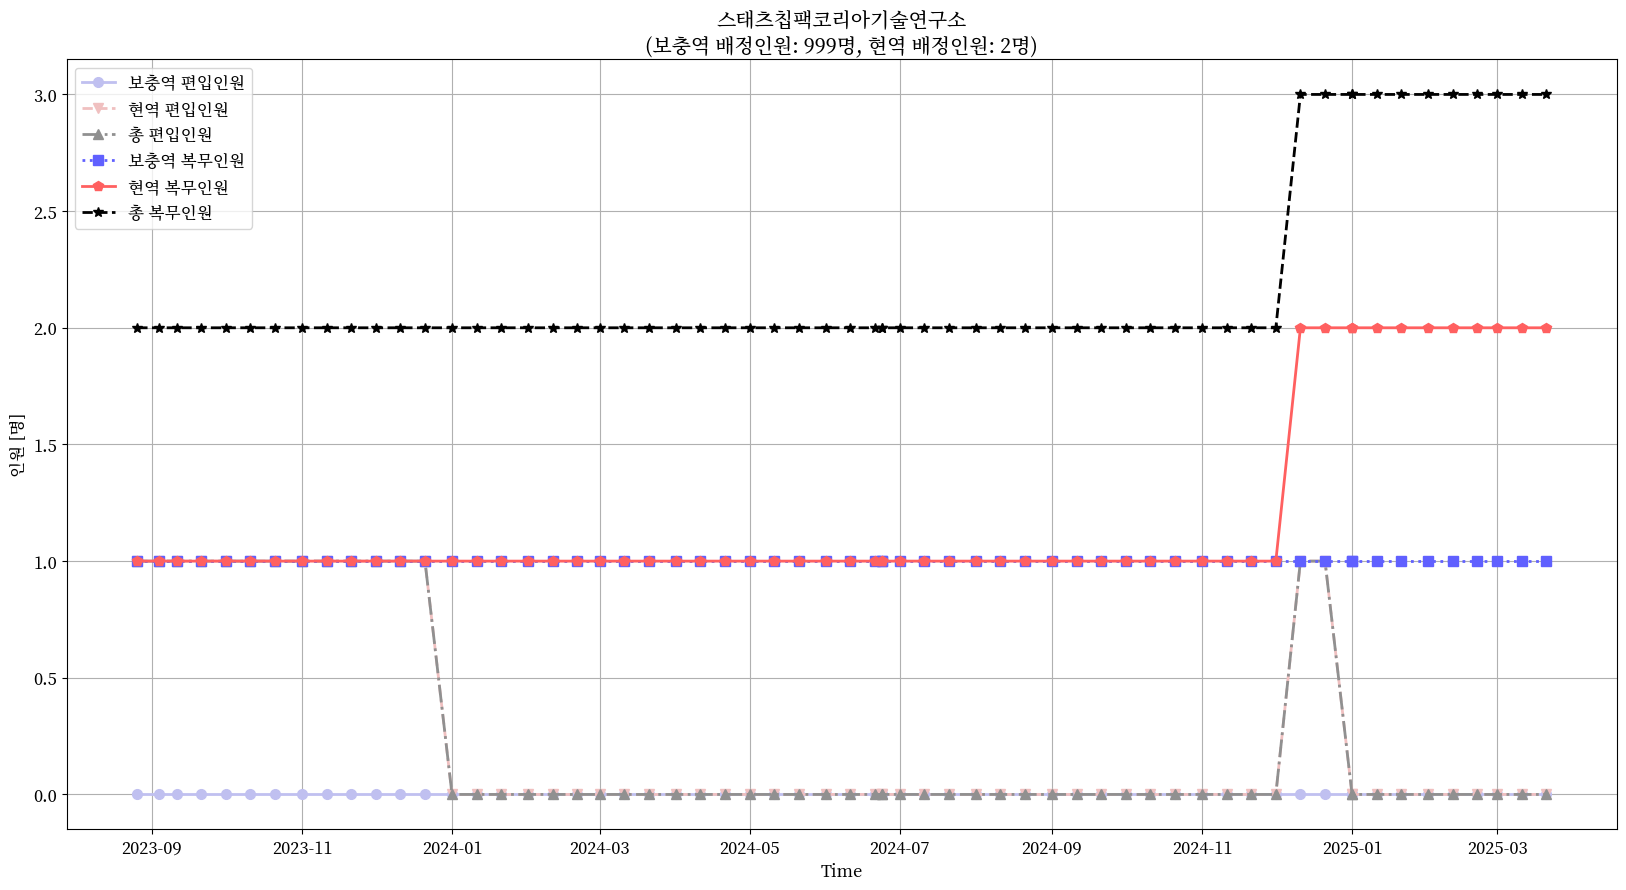 스태츠칩팩코리아기술연구소
(보충역 배정인원: 999명, 현역 배정인원: 2명)
보충역 편입인원
현역 편입인원
총 편입인원
보충역 복무인원
현역 복무인원
총 복무인원
3.0
2.5
2.0
1.5
1.0
0.5
0.0
인원 [명]
2023-09 2023-11 2024-01 2024-03 2024-05 2024-07 2024-09 2024-11 2025-01 2025-03
Time